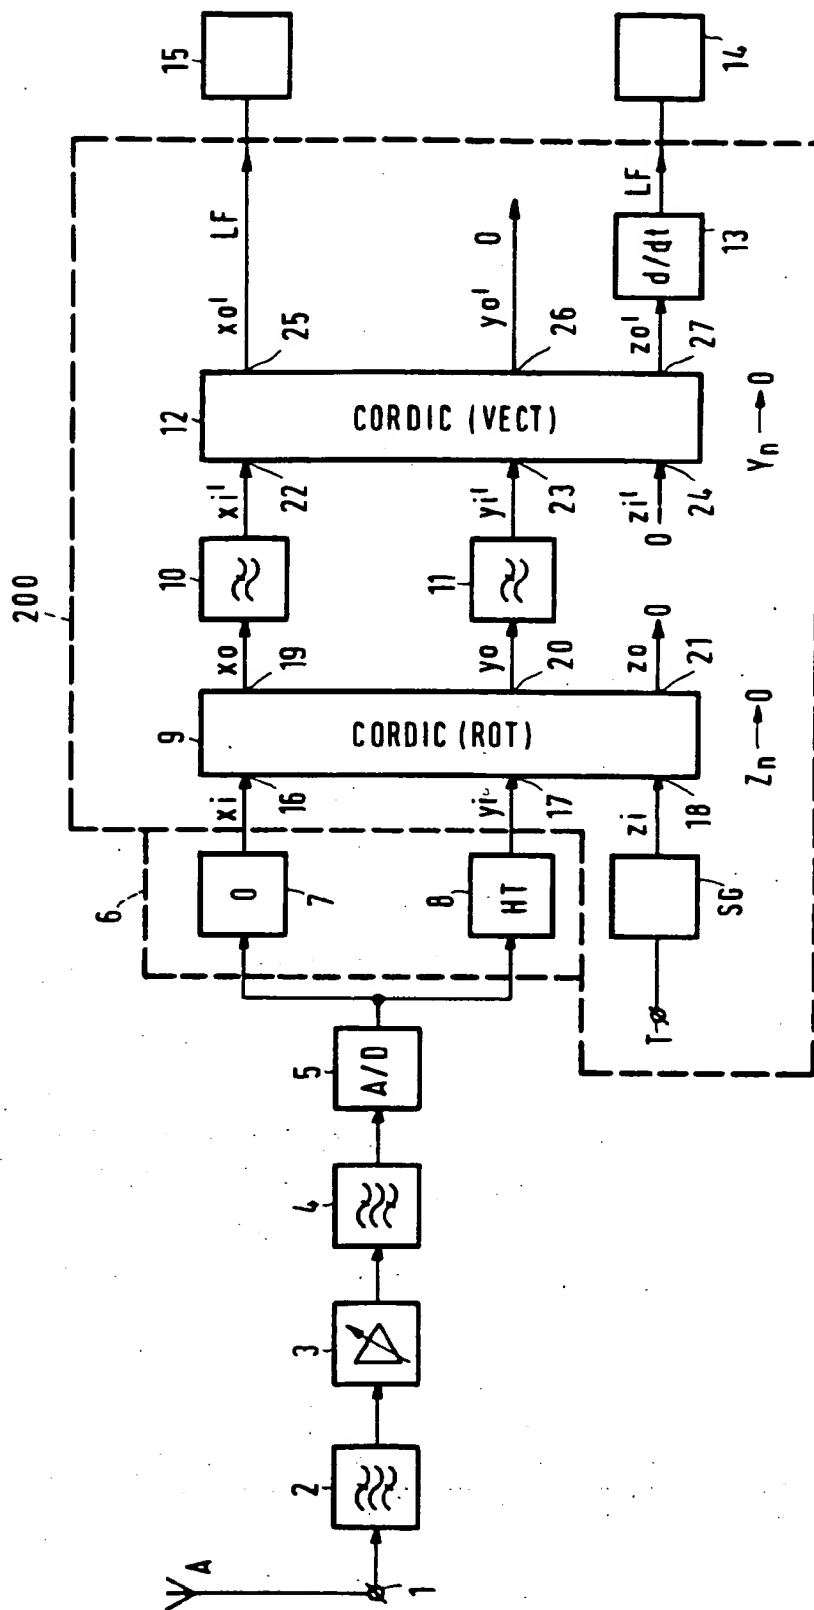 A
1
2
3
4
5
A/D
6
7
0
8
HT
T
SG
200
xi
16
yi
17
zi
18
9
CORDIC (ROT)
xo
19
yo
20
zo
21
0
Zn → 0
10
11
xi'
22
yi'
23
0
zi'
24
12
CORDIC (VECT)
xo'
LF
25
yo'
0
26
zo'
27
Yn → 0
d/dt
13
LF
15
14